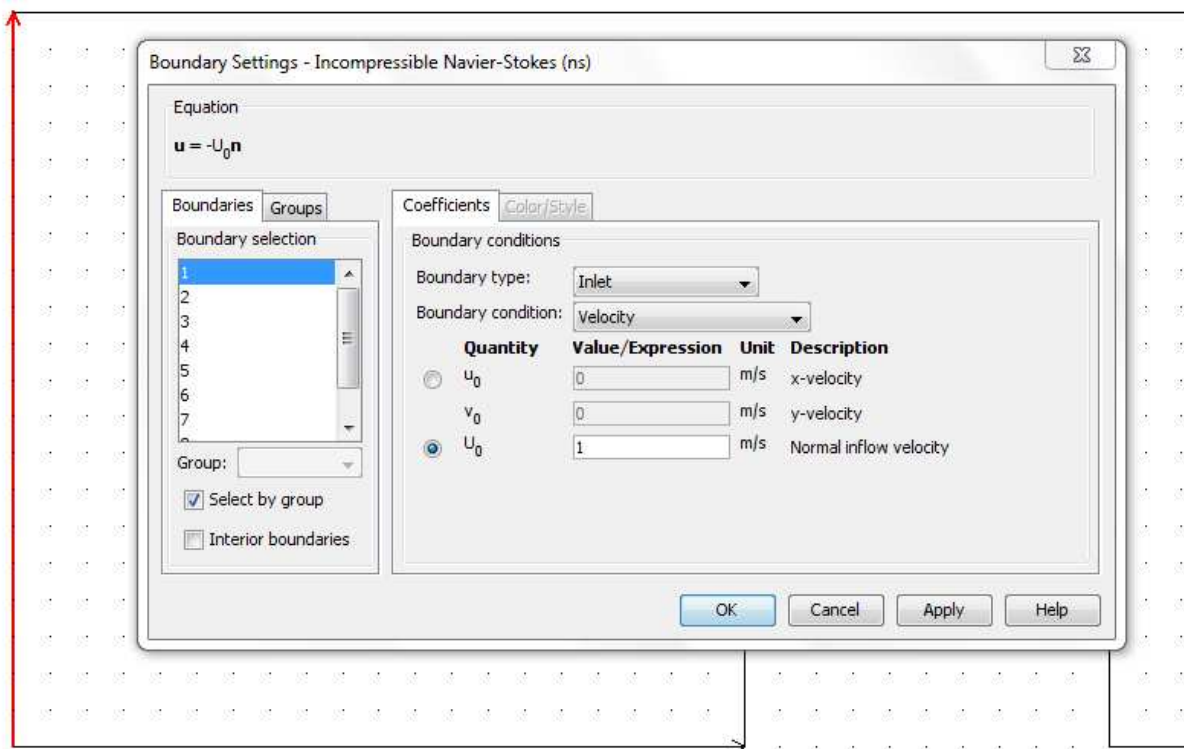 Boundary Settings - Incompressible Navier-Stokes (ns)
Equation
u = -U₀n
Boundaries Groups
Boundary selection
1
2
3
4
5
6
7
Group:
Select by group
Interior boundaries
Coefficients Color/Style
Boundary conditions
Boundary type: Inlet
Boundary condition: Velocity
Quantity Value/Expression Unit Description
u₀ 0 m/s x-velocity
v₀ 0 m/s y-velocity
U₀ 1 m/s Normal inflow velocity
OK Cancel Apply Help